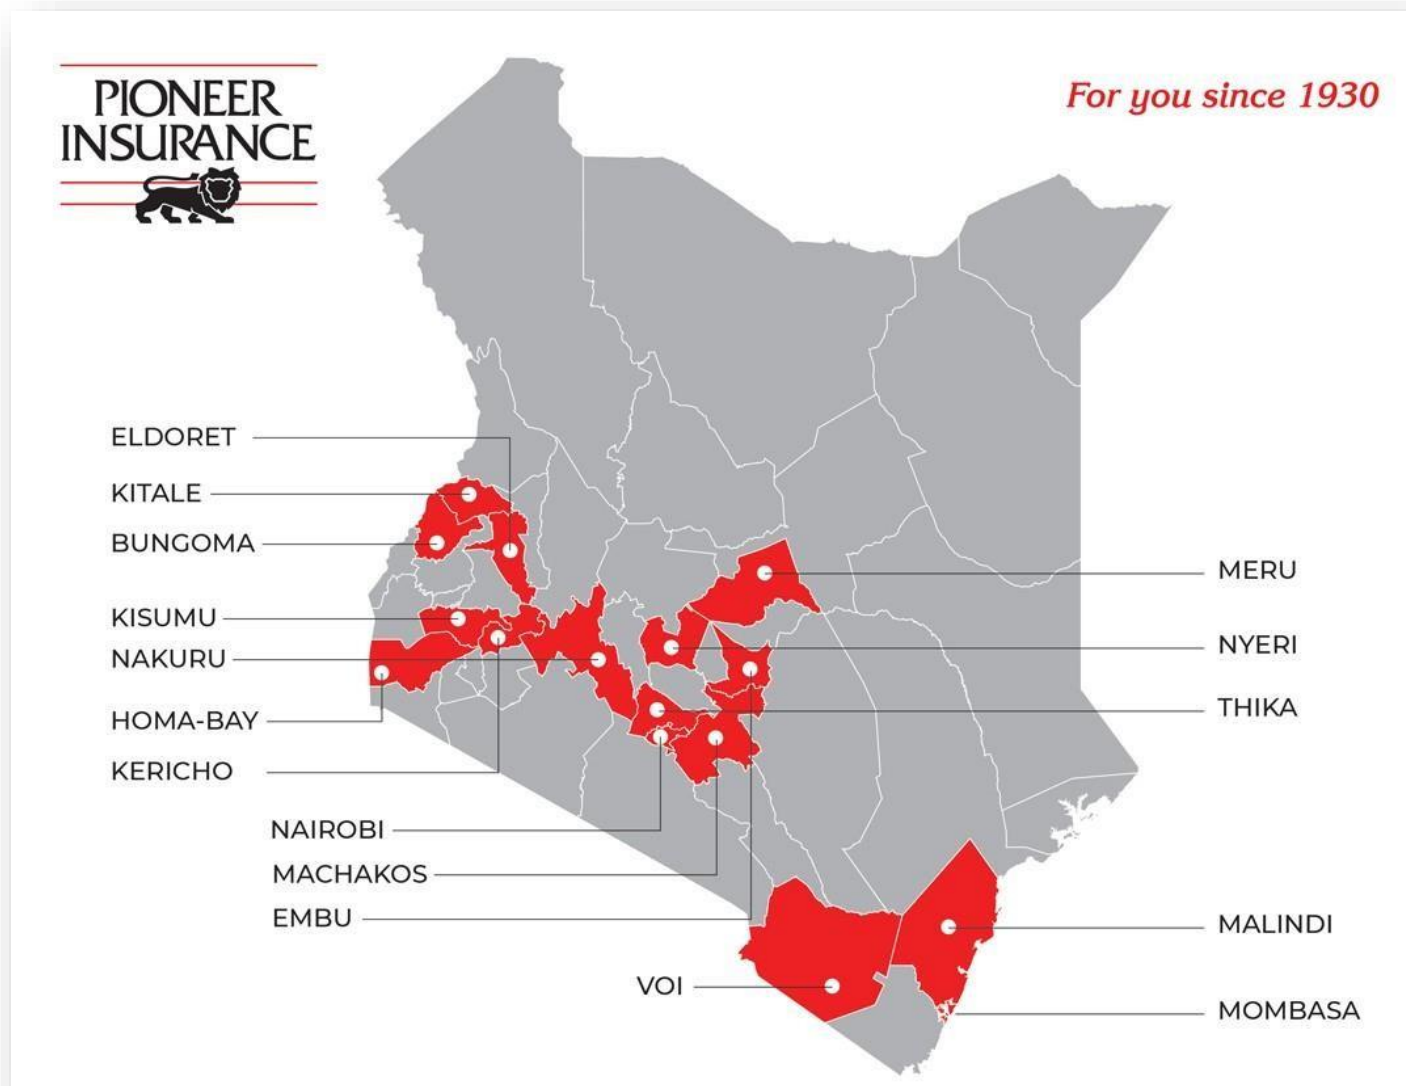 PIONEER
INSURANCE
For you since 1930
ELDORET
KITALE
BUNGOMA
KISUMU
NAKURU
HOMA-BAY
KERICHO
NAIROBI
MACHAKOS
EMBU
VOI
MERU
NYERI
THIKA
MALINDI
MOMBASA